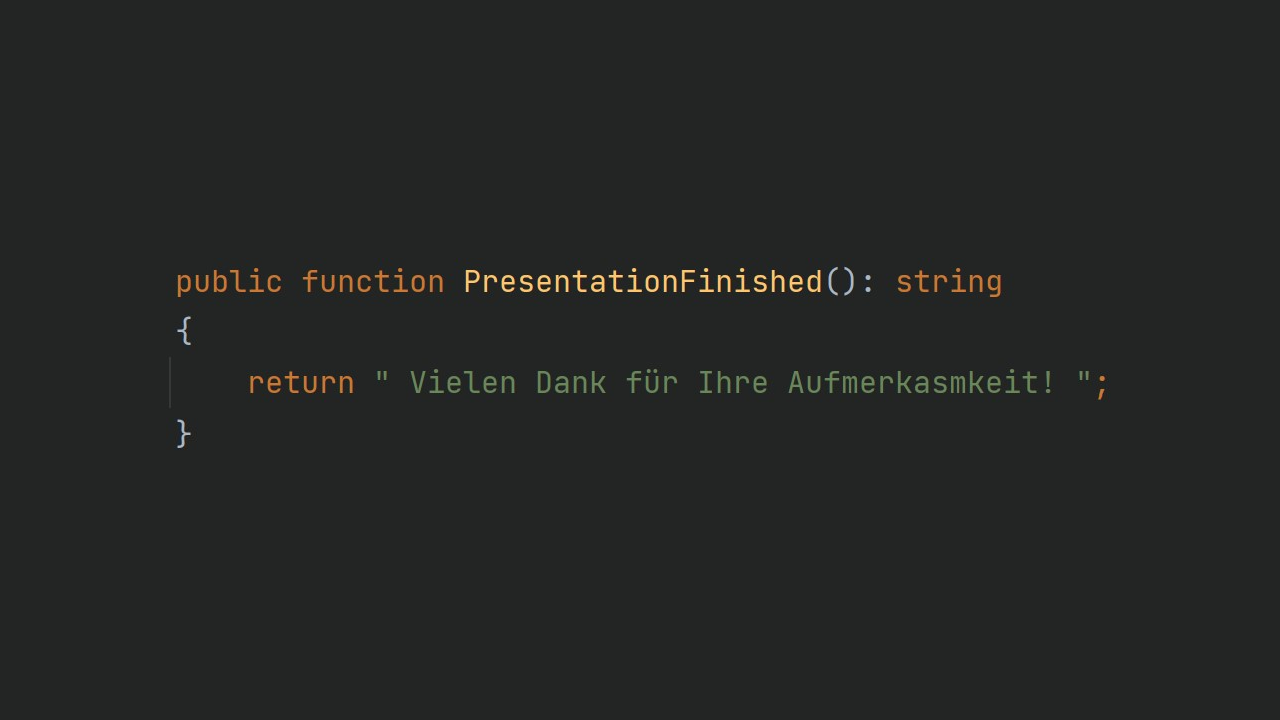 public function PresentationFinished(): string
{
    return " Vielen Dank für Ihre Aufmerkasmkeit! ";
}